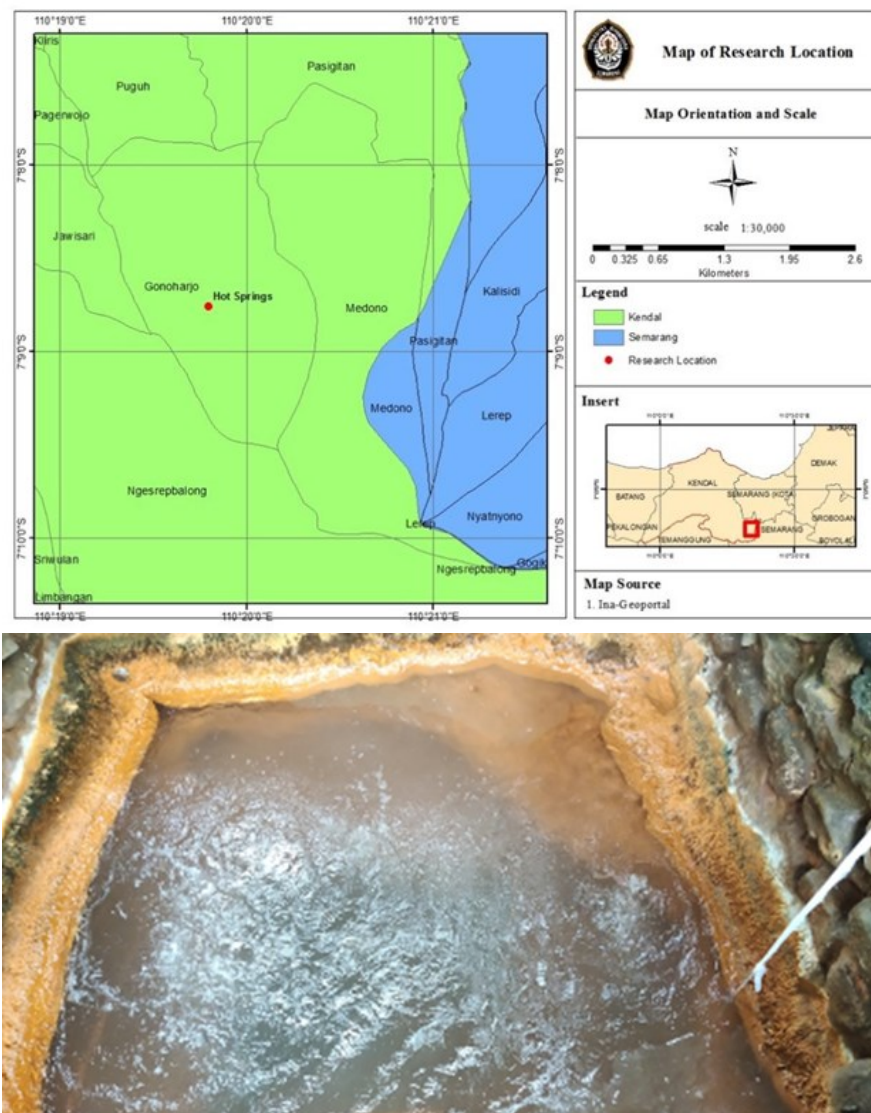 110°19'0"E 110°20'0"E 110°21'0"E
Kliris
Pasigitan
Puguh
Pagerwojo
7°8'0"S 7°8'0"S
Jawisari
Gonoharjo
Hot Springs
Kalisidi
Medono
Pasigitan
7°9'0"S 7°9'0"S
Medono
Lerep
Ngesrepbalong
Nyatnyono
Lerep
7°10'0"S 7°10'0"S
Sriwulan
Ngesrepbalong
Gogik
Limbangan
110°19'0"E 110°20'0"E 110°21'0"E
Map of Research Location
Map Orientation and Scale
N
scale 1:30,000
0 0.325 0.65 1.3 1.95 2.6
Kilometers
Legend
Kendal
Semarang
Research Location
Insert
DEMAK
KENDAL
BATANG
SEMARANG (KOTA
PEKALONGAN
SEMARANG
GROBOGAN
TEMANGGUNG
BOYOLALI
Map Source
1. Ina-Geoportal